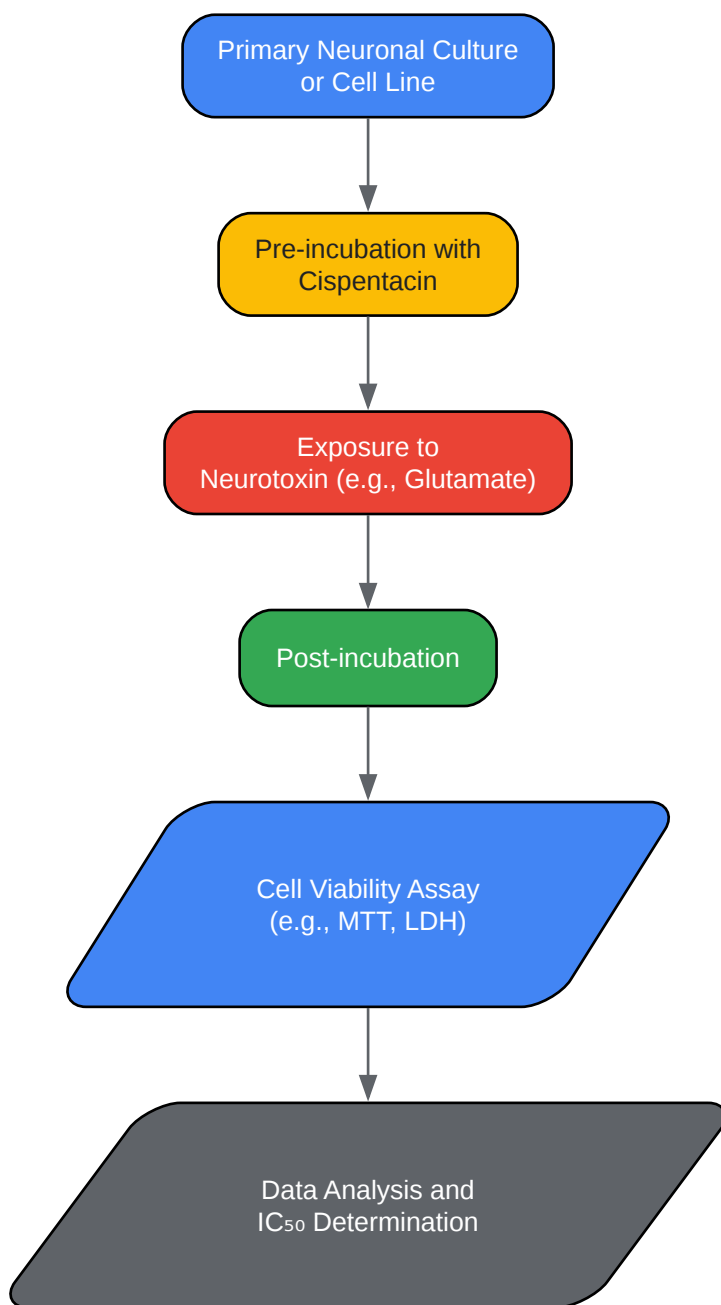 Primary Neuronal Culture
or Cell Line
Pre-incubation with
Cispentacin
Exposure to
Neurotoxin (e.g., Glutamate)
Post-incubation
Cell Viability Assay
(e.g., MTT, LDH)
Data Analysis and
IC₅₀ Determination